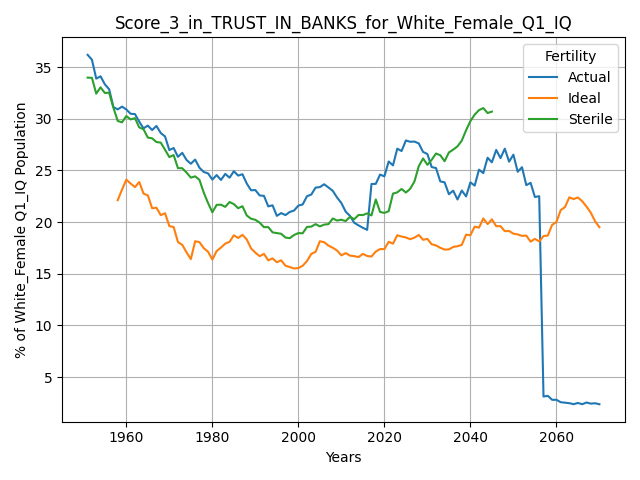 Score_3_in_TRUST_IN_BANKS_for_White_Female_Q1_IQ
Fertility
Actual
Ideal
Sterile
% of White_Female Q1_IQ Population
35
30
25
20
15
10
5
1960 1980 2000 2020 2040 2060
Years